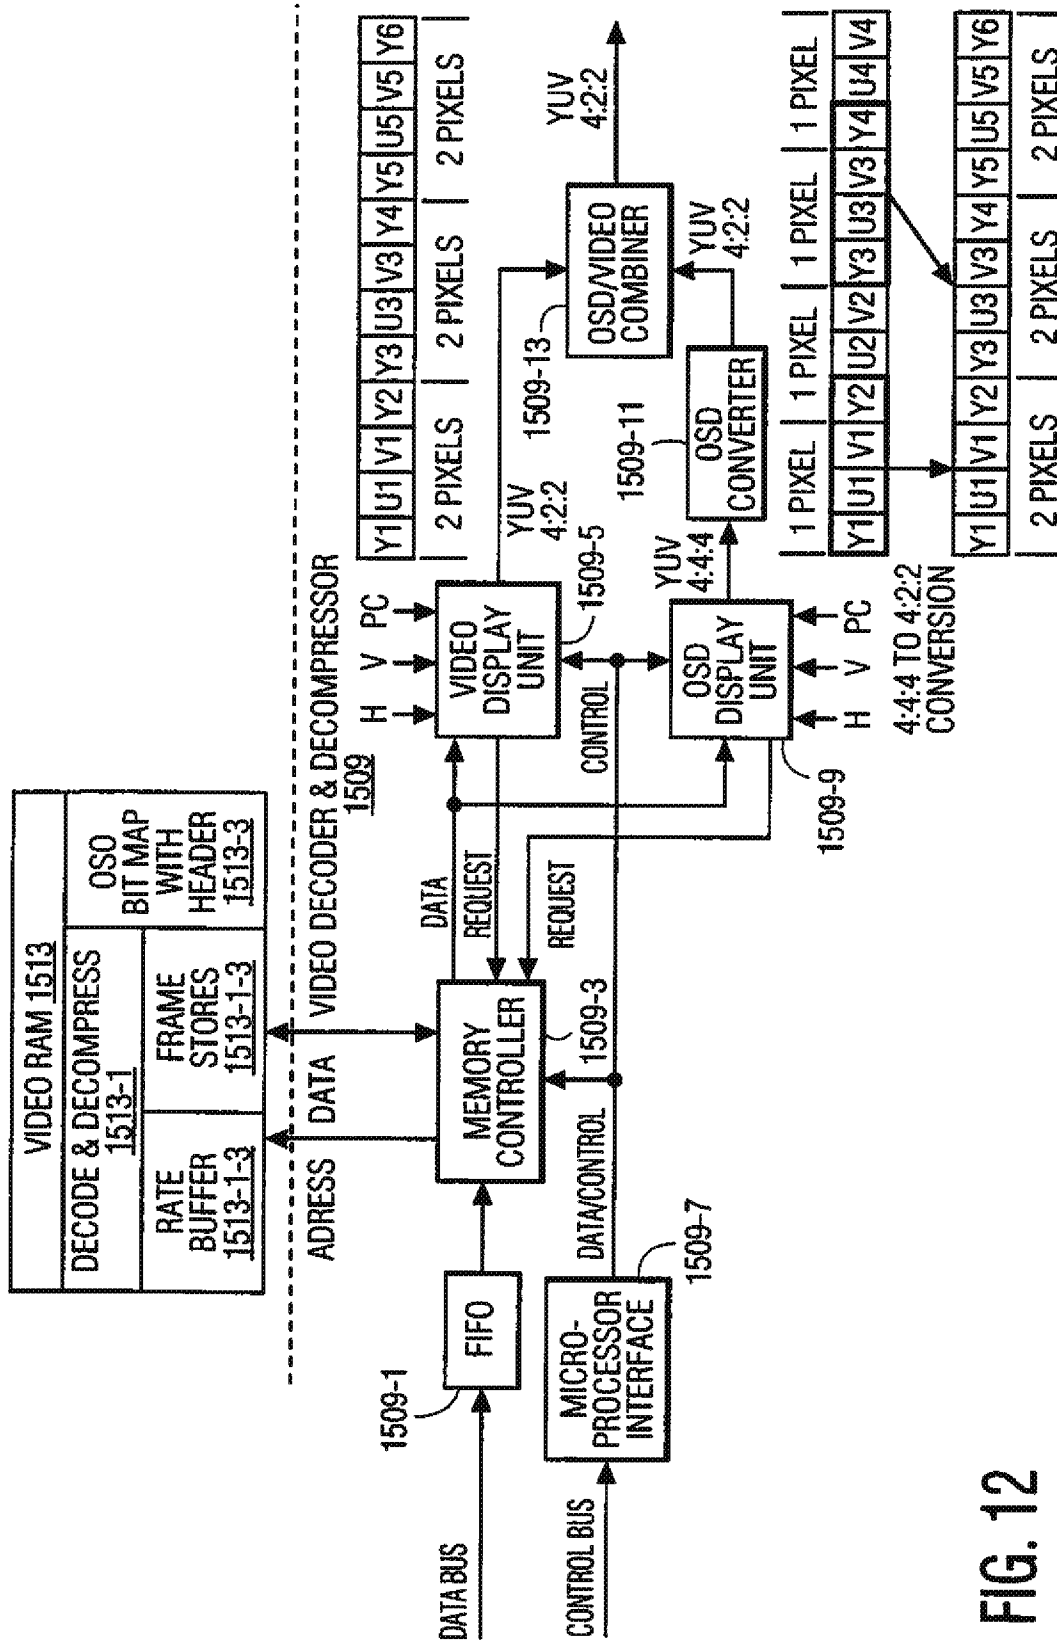 VIDEO RAM 1513
DECODE & DECOMPRESS
1513-1
RATE
BUFFER
1513-1-3
FRAME
STORES
1513-1-3
OSO
BIT MAP
WITH
HEADER
1513-3
ADRESS
DATA
VIDEO DECODER & DECOMPRESSOR
1509
Y1 U1 V1 Y2 Y3 U3 V3 Y4 Y5 U5 V5 Y6
2 PIXELS
2 PIXELS
2 PIXELS
H
V
PC
DATA BUS
1509-1
FIFO
MEMORY
CONTROLLER
1509-3
DATA
REQUEST
REQUEST
VIDEO
DISPLAY
UNIT
1509-5
YUV
4:2:2
1509-13
OSD/VIDEO
COMBINER
YUV
4:2:2
CONTROL BUS
MICRO-
PROCESSOR
INTERFACE
1509-7
DATA/CONTROL
CONTROL
OSD
DISPLAY
UNIT
1509-9
H
V
PC
YUV
4:4:4
1509-11
OSD
CONVERTER
YUV
4:2:2
4:4:4 TO 4:2:2
CONVERSION
1 PIXEL
1 PIXEL
1 PIXEL
1 PIXEL
Y1 U1 V1 Y2 U2 V2 Y3 U3 V3 Y4 U4 V4
Y1 U1 V1 Y2 Y3 U3 V3 Y4 Y5 U5 V5 Y6
2 PIXELS
2 PIXELS
2 PIXELS
FIG. 12